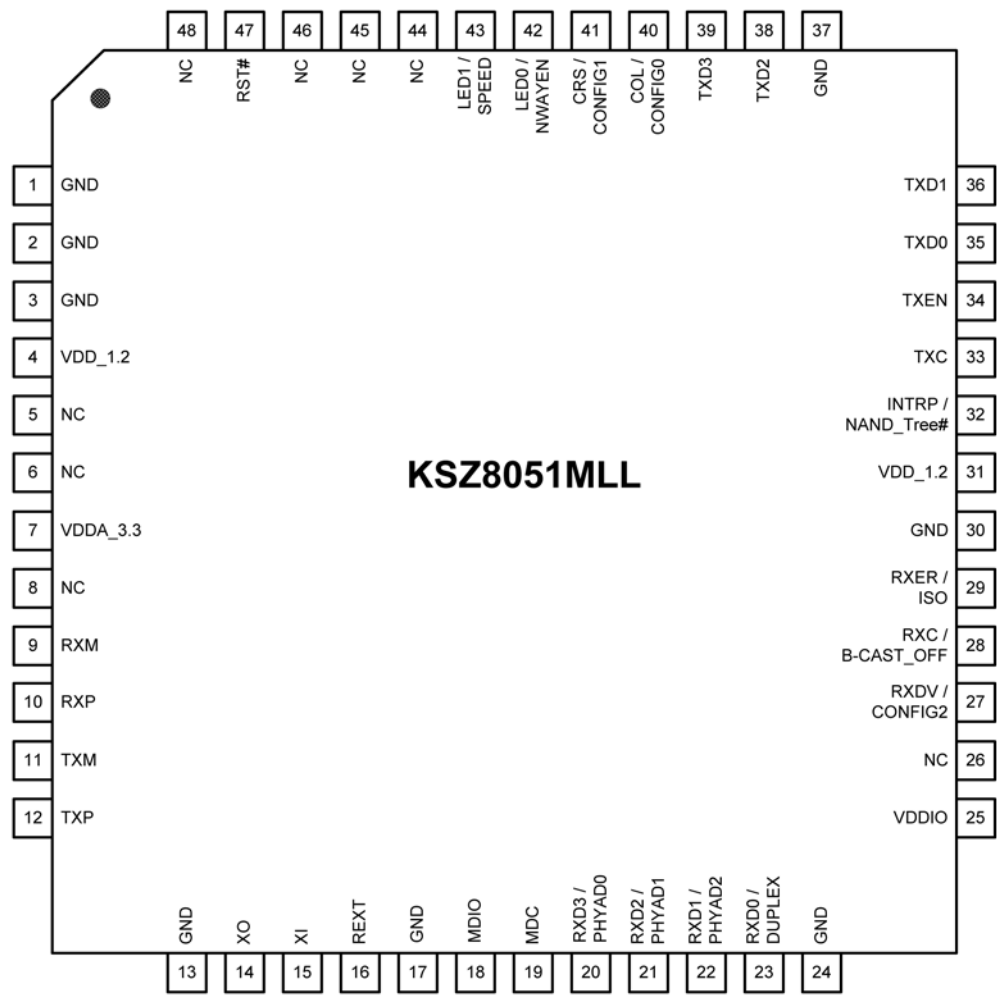 48 47 46 45 44 43 42 41 40 39 38 37
NC
RST#
NC
NC
NC
LED1 /
SPEED
LED0 /
NWAYEN
CRS /
CONFIG1
COL /
CONFIG0
TXD3
TXD2
GND
1 GND
2 GND
3 GND
4 VDD_1.2
5 NC
6 NC
7 VDDA_3.3
8 NC
9 RXM
10 RXP
11 TXM
12 TXP
KSZ8051MLL
TXD1 36
TXD0 35
TXEN 34
TXC 33
INTRP /
NAND_Tree# 32
VDD_1.2 31
GND 30
RXER /
ISO 29
RXC /
B-CAST_OFF 28
RXDV /
CONFIG2 27
NC 26
VDDIO 25
GND
XO
XI
REXT
GND
MDIO
MDC
RXD3 /
PHYAD0
RXD2 /
PHYAD1
RXD1 /
PHYAD2
RXD0 /
DUPLEX
GND
13 14 15 16 17 18 19 20 21 22 23 24